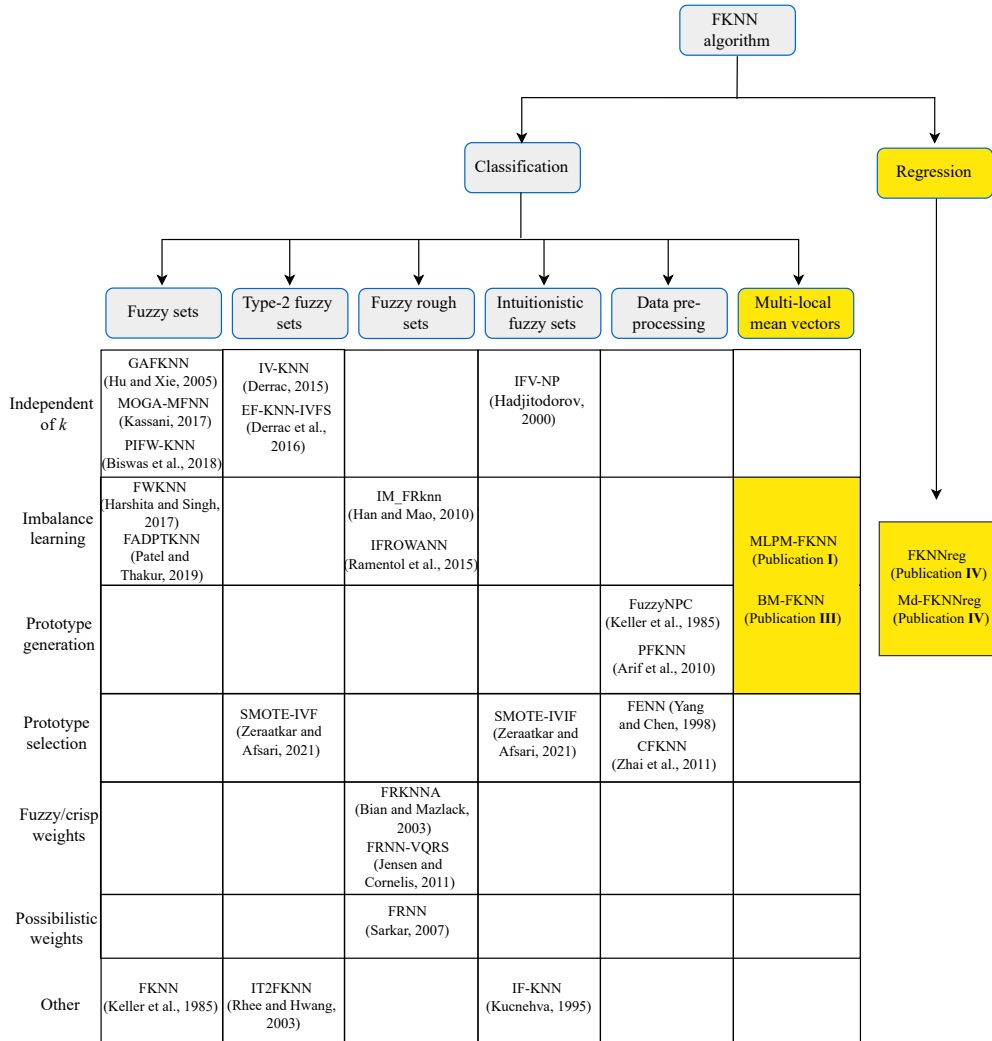 FKNN
algorithm
Classification
Regression
Fuzzy sets
Type-2 fuzzy
sets
Fuzzy rough
sets
Intuitionistic
fuzzy sets
Data pre-
processing
Multi-local
mean vectors
Independent
of k
GAFKNN
(Hu and Xie, 2005)
MOGA-MFNN
(Kassani, 2017)
PIFW-KNN
(Biswas et al., 2018)
IV-KNN
(Derrac, 2015)
EF-KNN-IVFS
(Derrac et al.,
2016)
IFV-NP
(Hadjitodorov,
2000)
Imbalance
learning
FWKNN
(Harshita and Singh,
2017)
FADPTKNN
(Patel and
Thakur, 2019)
IM_FRknn
(Han and Mao, 2010)
IFROWANN
(Ramentol et al., 2015)
MLPM-FKNN
(Publication I)
BM-FKNN
(Publication III)
FKNNreg
(Publication IV)
Md-FKNNreg
(Publication IV)
Prototype
generation
FuzzyNPC
(Keller et al., 1985)
PFKNN
(Arif et al., 2010)
Prototype
selection
SMOTE-IVF
(Zeraatkar and
Afsari, 2021)
SMOTE-IVIF
(Zeraatkar and
Afsari, 2021)
FENN (Yang
and Chen, 1998)
CFKNN
(Zhai et al., 2011)
Fuzzy/crisp
weights
FRKNNA
(Bian and Mazlack,
2003)
FRNN-VQRS
(Jensen and
Cornelis, 2011)
Possibilistic
weights
FRNN
(Sarkar, 2007)
Other
FKNN
(Keller et al., 1985)
IT2FKNN
(Rhee and Hwang,
2003)
IF-KNN
(Kucnehva, 1995)